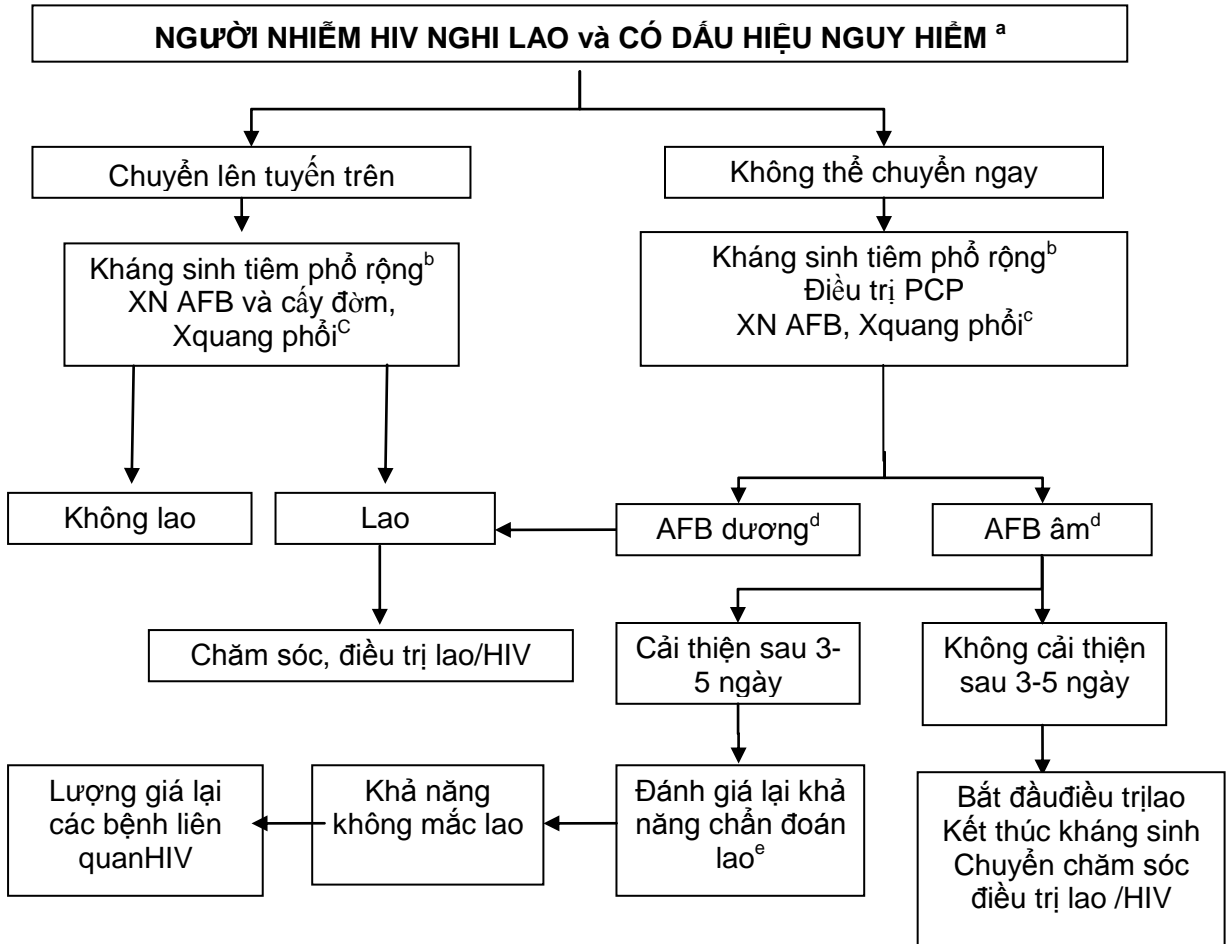 NGƯỜI NHIỄM HIV NGHI LAO và CÓ DẤU HIỆU NGUY HIỂM ᵃ
Chuyển lên tuyến trên
Không thể chuyển ngay
Kháng sinh tiêm phổ rộngᵇ
XN AFB và cấy đờm,
Xquang phổiᶜ
Kháng sinh tiêm phổ rộngᵇ
Điều trị PCP
XN AFB, Xquang phổiᶜ
Không lao
Lao
AFB dươngᵈ
AFB âmᵈ
Chăm sóc, điều trị lao/HIV
Cải thiện sau 3-
5 ngày
Không cải thiện
sau 3-5 ngày
Lượng giá lại
các bệnh liên
quanHIV
Khả năng
không mắc lao
Đánh giá lại khả
năng chẩn đoán
laoᵉ
Bắt đầuđiều trịlao
Kết thúc kháng sinh
Chuyển chăm sóc
điều trị lao /HIV